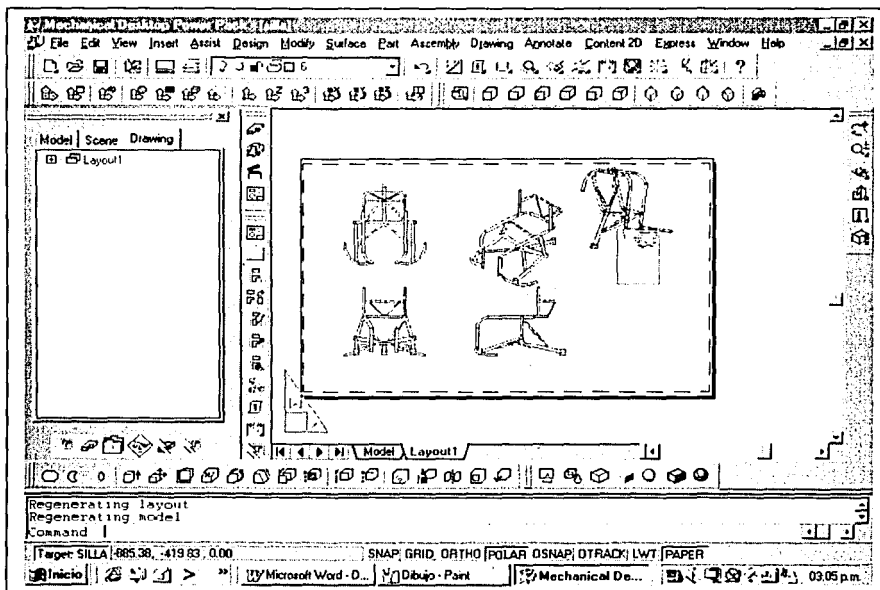 Mechanical Desktop Power Pack - [silla]
File Edit View Insert Assist Design Modify Surface Part Assembly Drawing Annotate Content 2D Express Window Help
6
Model Scene Drawing
Layout1
Model Layout1
Regenerating layout
Regenerating model
Command
Target: SILLA -885.38, -419.83, 0.00 SNAP GRID ORTHO POLAR OSNAP OTRACK LWT PAPER
Inicio Microsoft Word - D... Dibujo - Paint Mechanical De... 03:05 p.m.